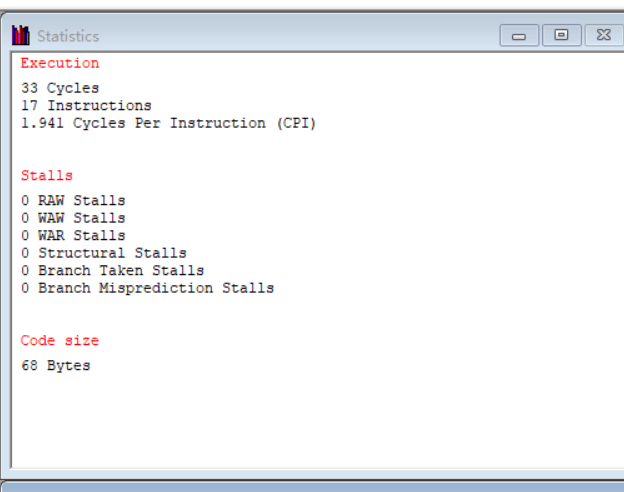 Statistics
Execution
33 Cycles
17 Instructions
1.941 Cycles Per Instruction (CPI)
Stalls
0 RAW Stalls
0 WAW Stalls
0 WAR Stalls
0 Structural Stalls
0 Branch Taken Stalls
0 Branch Misprediction Stalls
Code size
68 Bytes